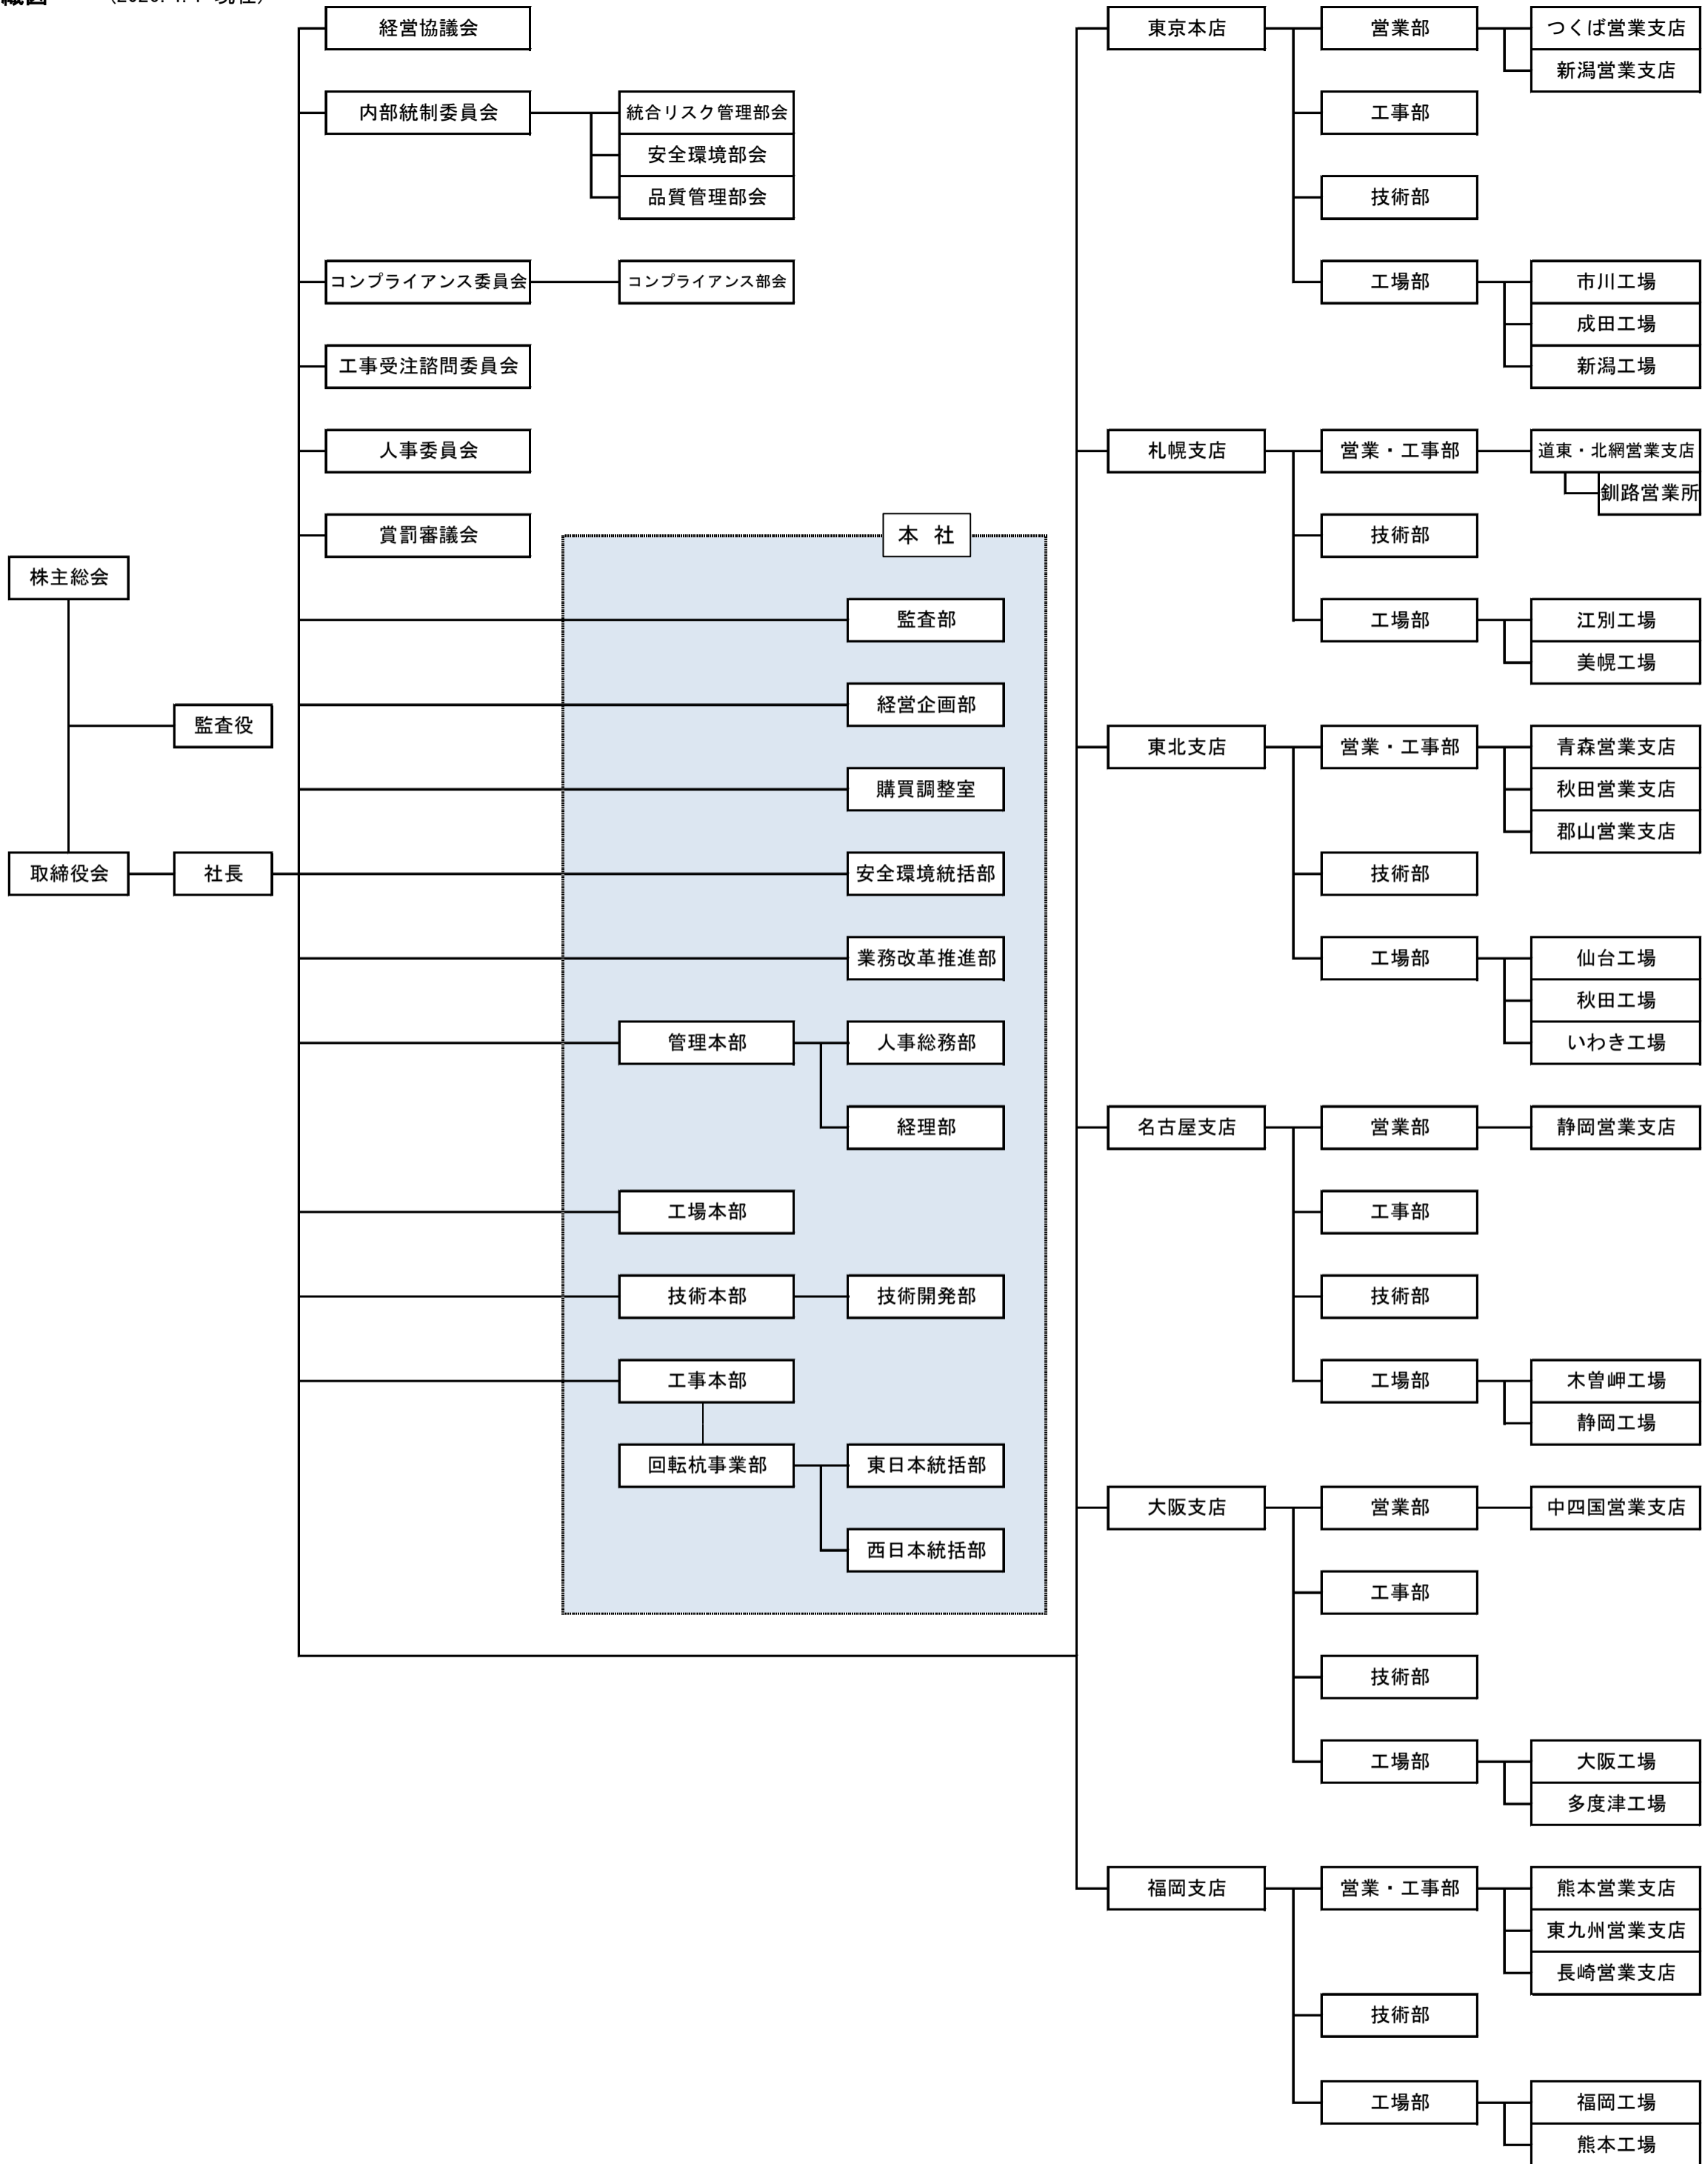 経営協議会
内部統制委員会
統合リスク管理部会
安全環境部会
品質管理部会
コンプライアンス委員会
コンプライアンス部会
工事受注諮問委員会
人事委員会
賞罰審議会
株主総会
監査役
取締役会
社長
本 社
監査部
経営企画部
購買調整室
安全環境統括部
業務改革推進部
管理本部
人事総務部
経理部
工場本部
技術本部
技術開発部
工事本部
回転杭事業部
東日本統括部
西日本統括部
東京本店
営業部
つくば営業支店
新潟営業支店
工事部
技術部
工場部
市川工場
成田工場
新潟工場
札幌支店
営業・工事部
道東・北網営業支店
釧路営業所
技術部
工場部
江別工場
美幌工場
東北支店
営業・工事部
青森営業支店
秋田営業支店
郡山営業支店
技術部
工場部
仙台工場
秋田工場
いわき工場
名古屋支店
営業部
静岡営業支店
工事部
技術部
工場部
木曽岬工場
静岡工場
大阪支店
営業部
中四国営業支店
工事部
技術部
工場部
大阪工場
多度津工場
福岡支店
営業・工事部
熊本営業支店
東九州営業支店
長崎営業支店
技術部
工場部
福岡工場
熊本工場